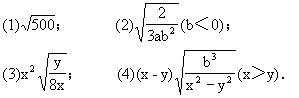 (1)√500; (2)√(2/(3ab²))(b<0);
(3)x²√(y/(8x)); (4)(x - y)√(b³/(x² − y²))(x>y).